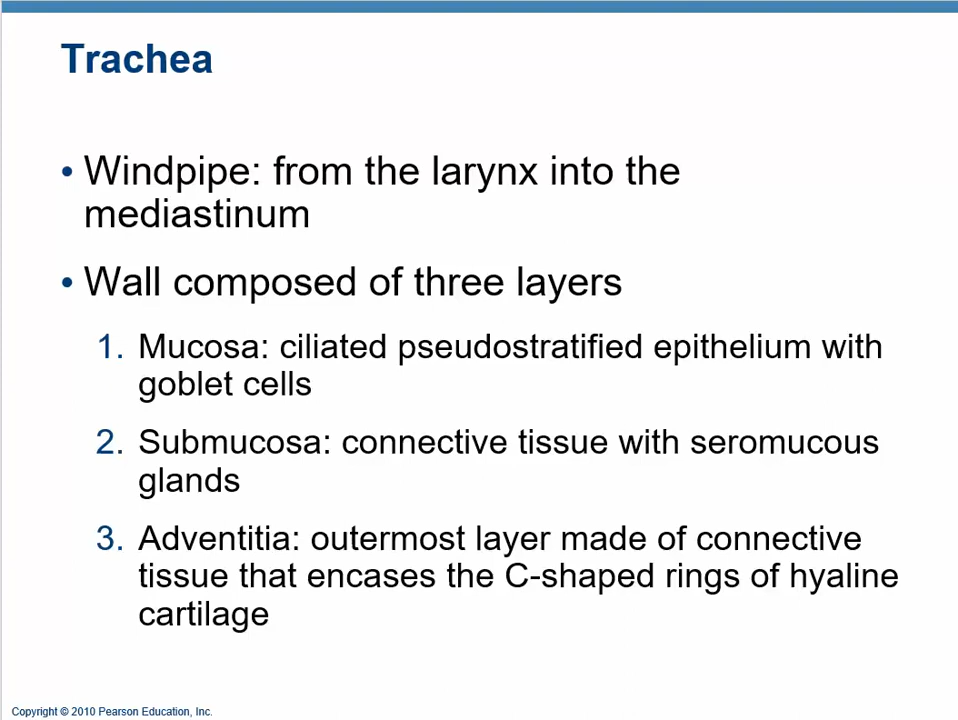 Trachea
• Windpipe: from the larynx into the
mediastinum
• Wall composed of three layers
1. Mucosa: ciliated pseudostratified epithelium with
goblet cells
2. Submucosa: connective tissue with seromucous
glands
3. Adventitia: outermost layer made of connective
tissue that encases the C-shaped rings of hyaline
cartilage
Copyright © 2010 Pearson Education, Inc.